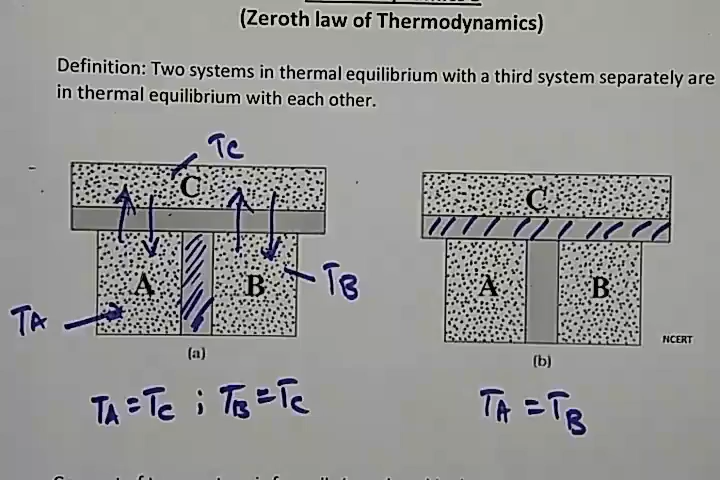 (Zeroth law of Thermodynamics)
Definition: Two systems in thermal equilibrium with a third system separately are
in thermal equilibrium with each other.
TC
C
A
B
TA
TB
(a)
TA = TC ; TB = TC
C
A
B
NCERT
(b)
TA = TB